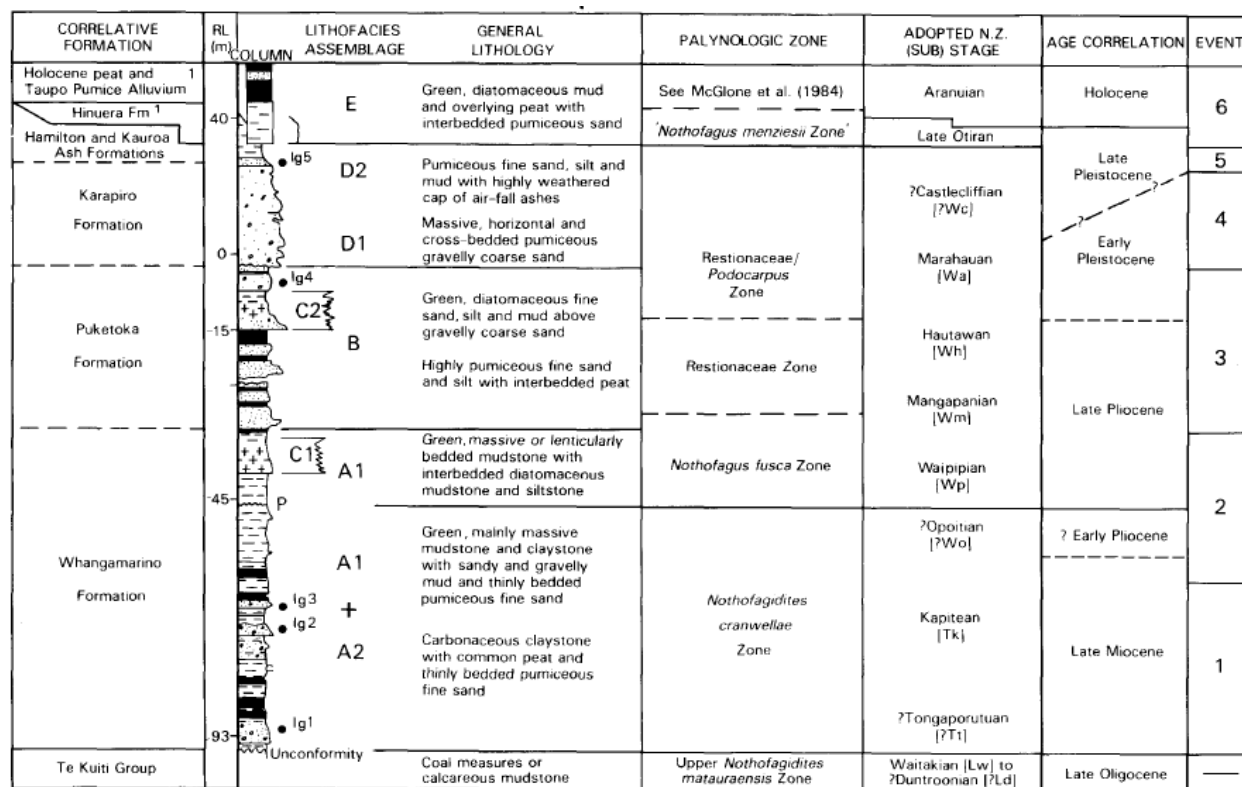 CORRELATIVE
FORMATION
RL
(m)
COLUMN
LITHOFACIES
ASSEMBLAGE
GENERAL
LITHOLOGY
PALYNOLOGIC ZONE
ADOPTED N.Z.
(SUB) STAGE
AGE CORRELATION
EVENT
Holocene peat and 1
Taupo Pumice Alluvium
Hinuera Fm 1
Hamilton and Kauroa
Ash Formations
Karapiro
Formation
Puketoka
Formation
Whangamarino
Formation
Te Kuiti Group
40
0
-15
-45
-93
Ig5
Ig4
P
Ig3
Ig2
Ig1
Unconformity
E
D2
D1
C2
B
C1
A1
A1
+
A2
Green, diatomaceous mud
and overlying peat with
interbedded pumiceous sand
Pumiceous fine sand, silt and
mud with highly weathered
cap of air-fall ashes
Massive, horizontal and
cross-bedded pumiceous
gravelly coarse sand
Green, diatomaceous fine
sand, silt and mud above
gravelly coarse sand
Highly pumiceous fine sand
and silt with interbedded peat
Green, massive or lenticularly
bedded mudstone with
interbedded diatomaceous
mudstone and siltstone
Green, mainly massive
mudstone and claystone
with sandy and gravelly
mud and thinly bedded
pumiceous fine sand
Carbonaceous claystone
with common peat and
thinly bedded pumiceous
fine sand
Coal measures or
calcareous mudstone
See McGlone et al. (1984)
'Nothofagus menziesii Zone'
Restionaceae/
Podocarpus
Zone
Restionaceae Zone
Nothofagus fusca Zone
Nothofagidites
cranwellae
Zone
Upper Nothofagidites
matauraensis Zone
Aranuian
Late Otiran
?Castlecliffian
[?Wc]
Marahauan
[Wa]
Hautawan
[Wh]
Mangapanian
[Wm]
Waipipian
[Wp]
?Opoitian
[?Wo]
Kapitean
[Tk]
?Tongaporutuan
[?Tt]
Waitakian [Lw] to
?Duntroonian [?Ld]
Holocene
Late
Pleistocene
?
?
Early
Pleistocene
Late Pliocene
? Early Pliocene
Late Miocene
Late Oligocene
6
5
4
3
2
1
—